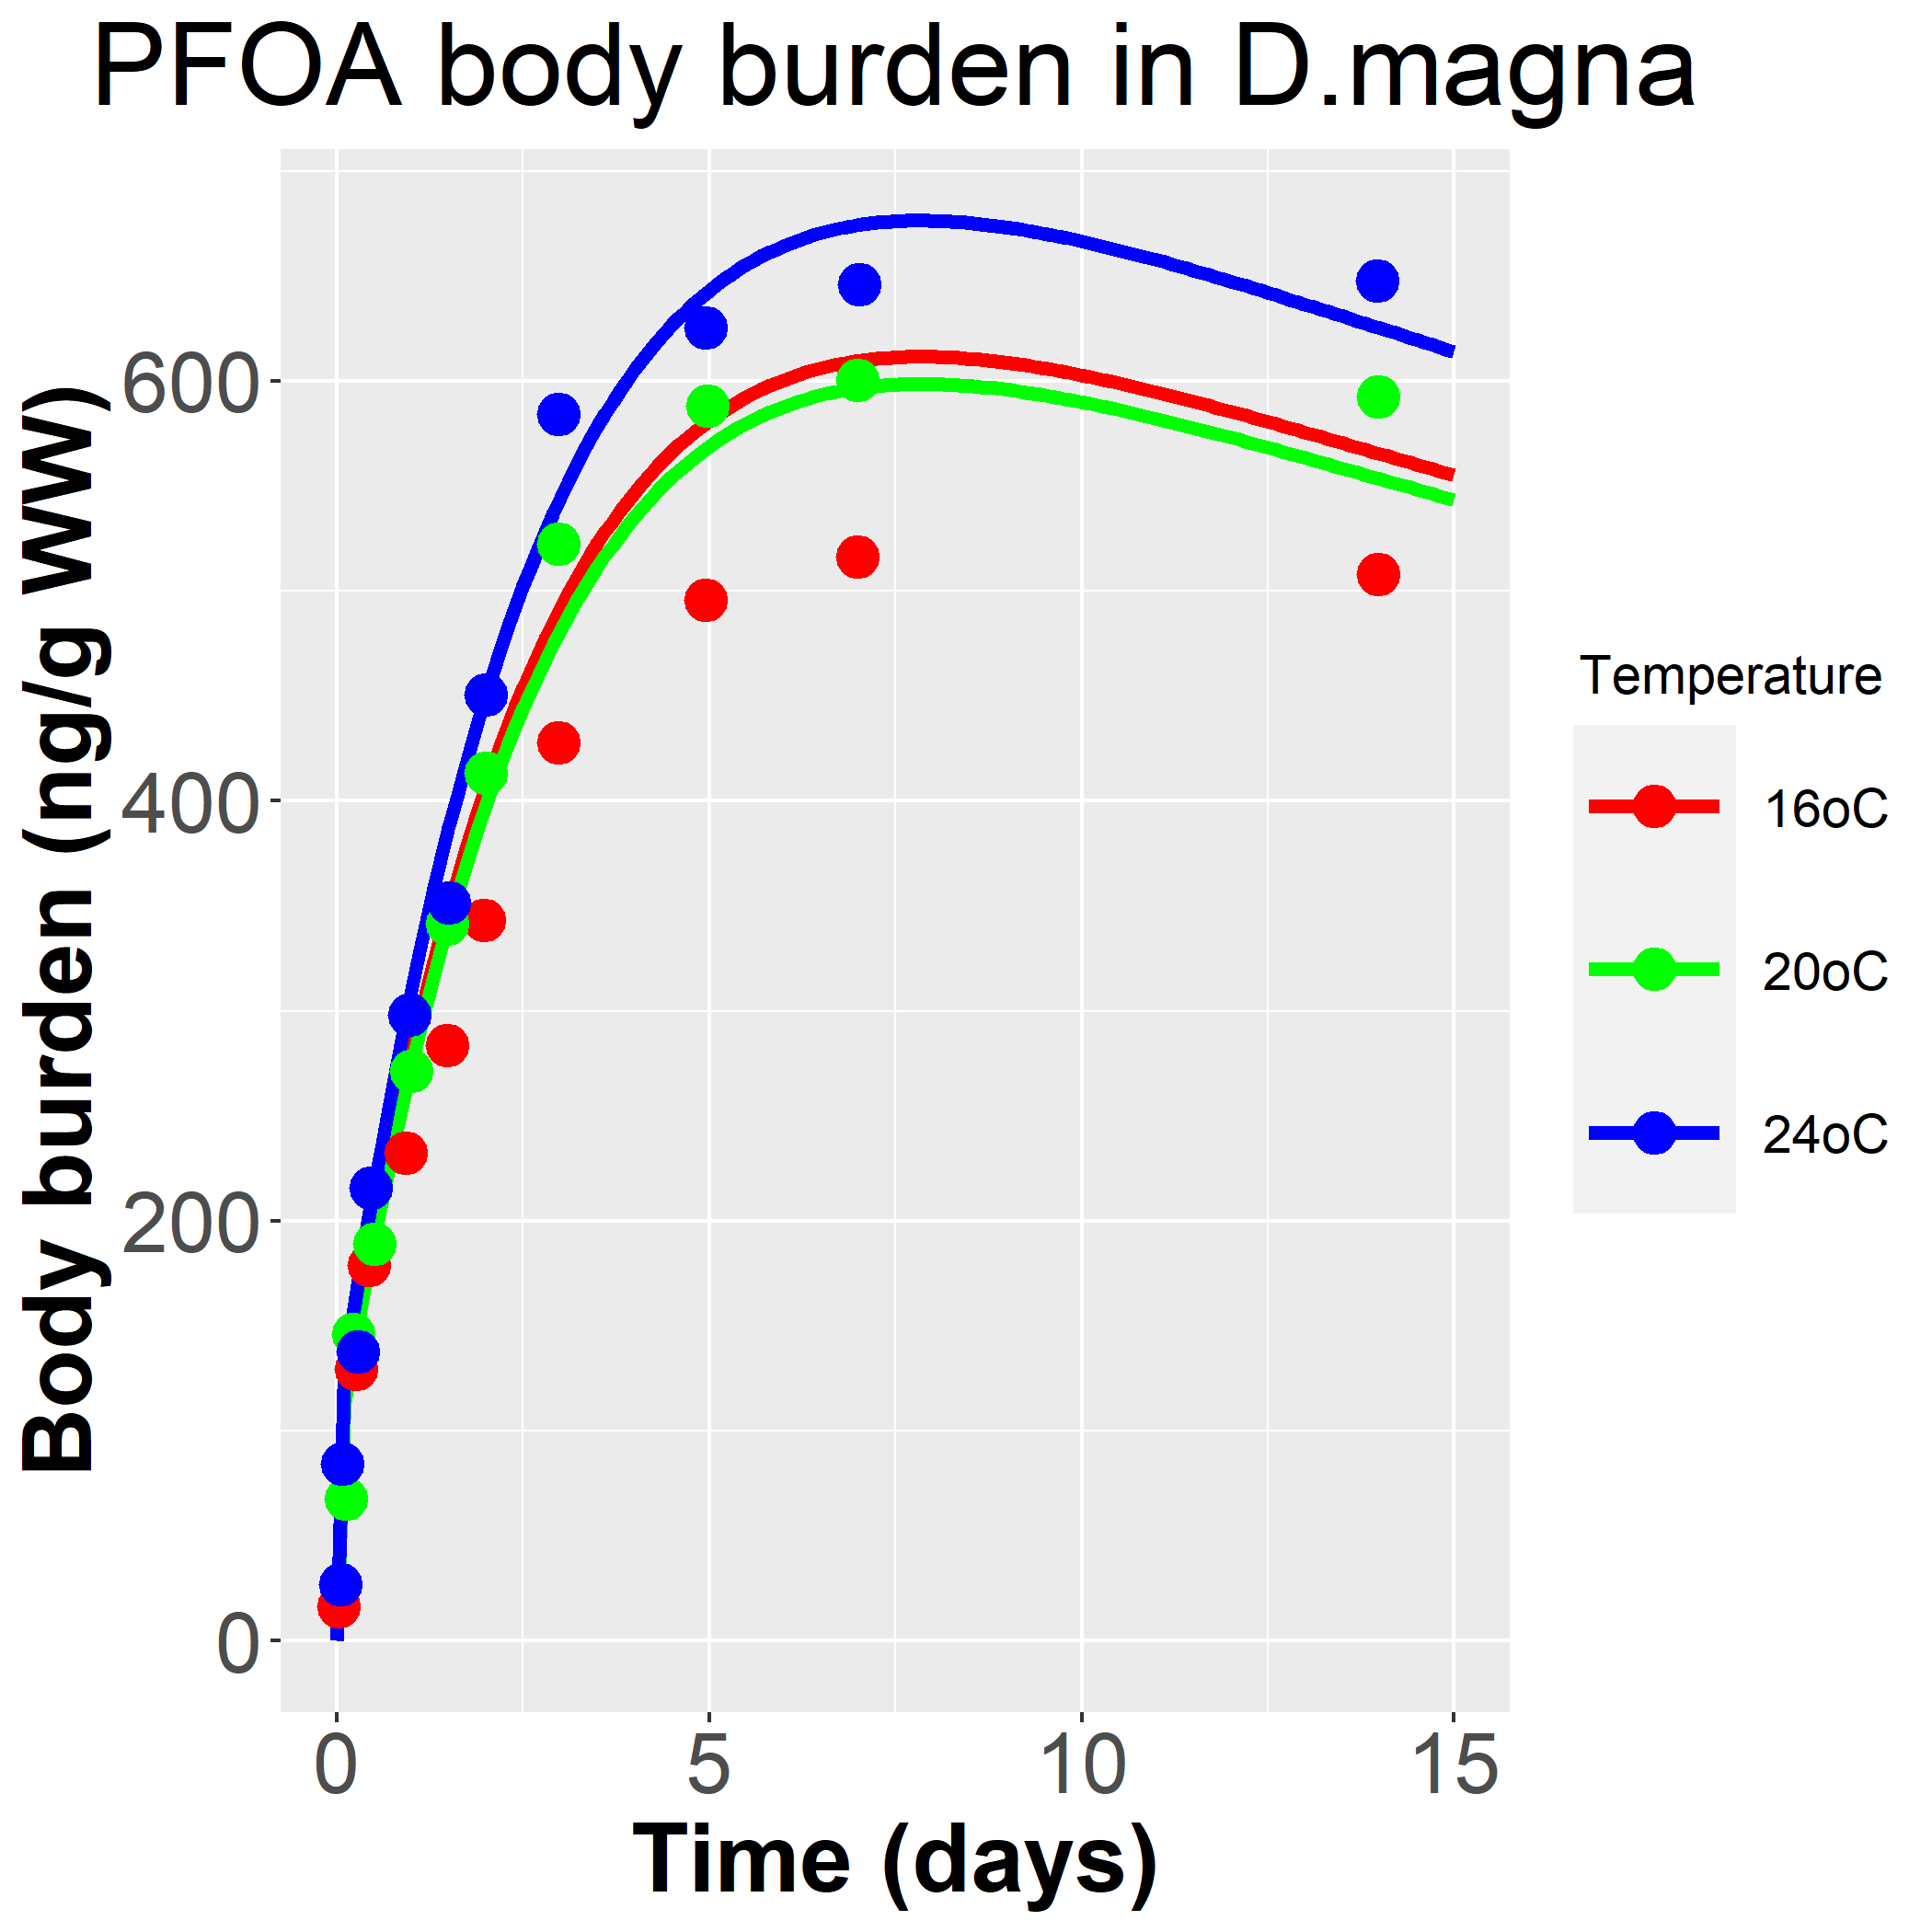 PFOA body burden in D.magna
Body burden (ng/g WW)
600
400
200
0
0 5 10 15
Time (days)
Temperature
16oC
20oC
24oC